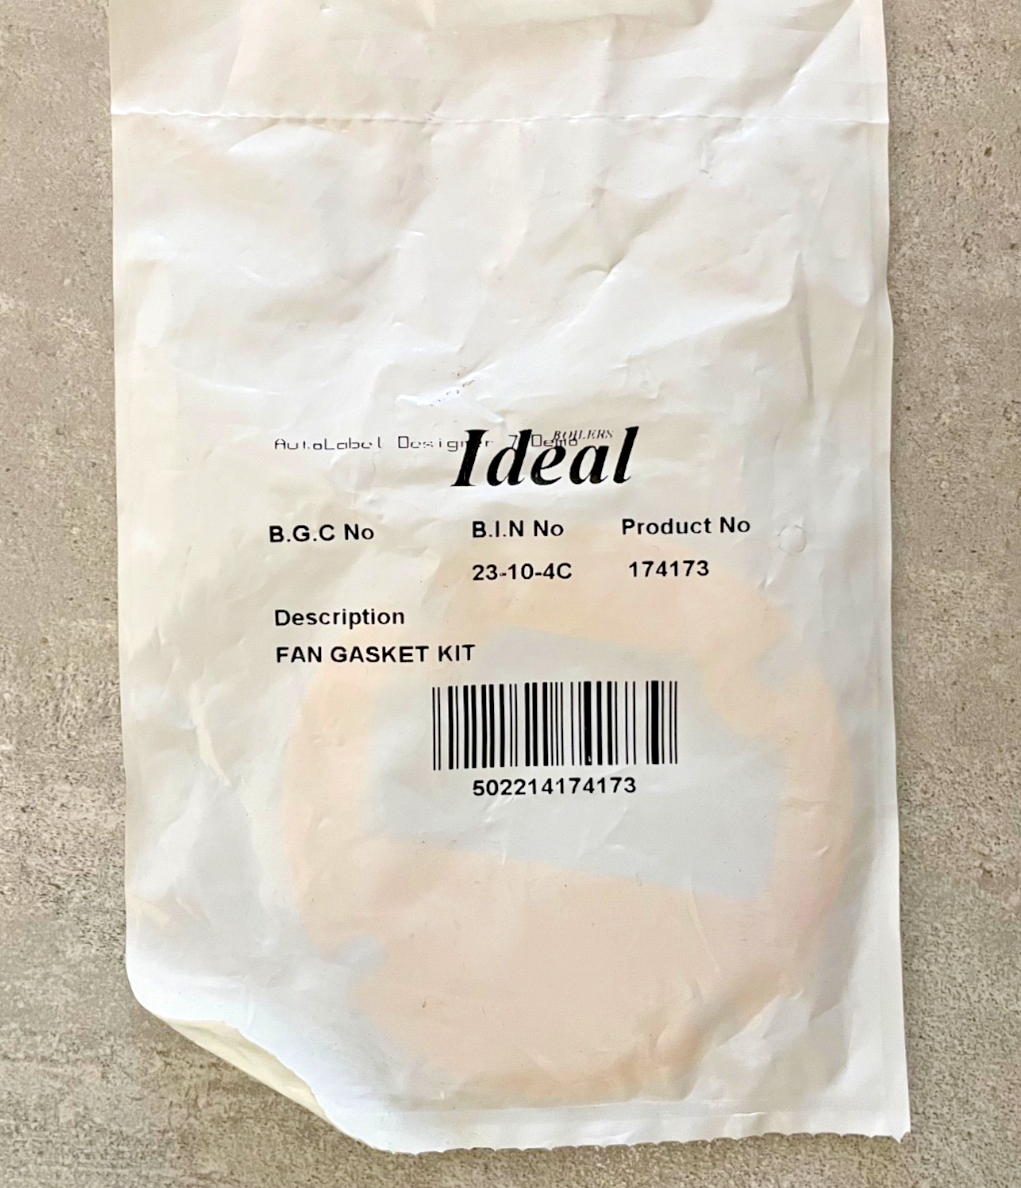 BOILERS
AutoLabel Designer 7 Demo
Ideal
B.G.C No B.I.N No Product No
23-10-4C 174173
Description
FAN GASKET KIT
502214174173